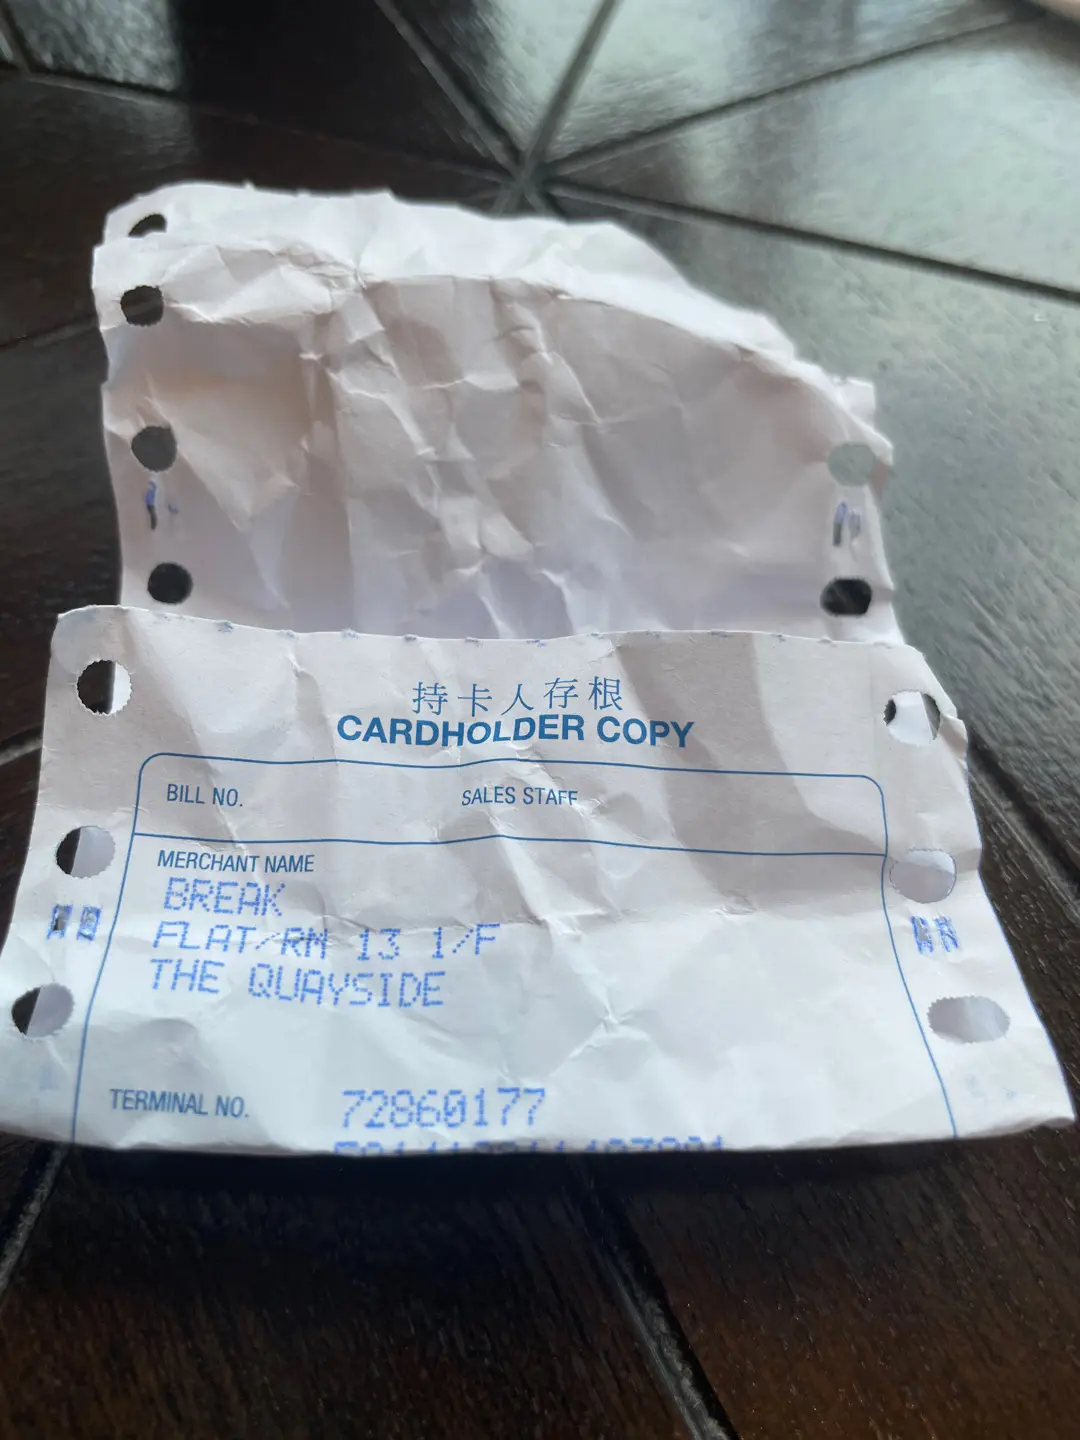 持卡人存根
CARDHOLDER COPY
BILL NO. SALES STAFF
MERCHANT NAME
BREAK
FLAT/RM 13 1/F
THE QUAYSIDE
TERMINAL NO. 72860177